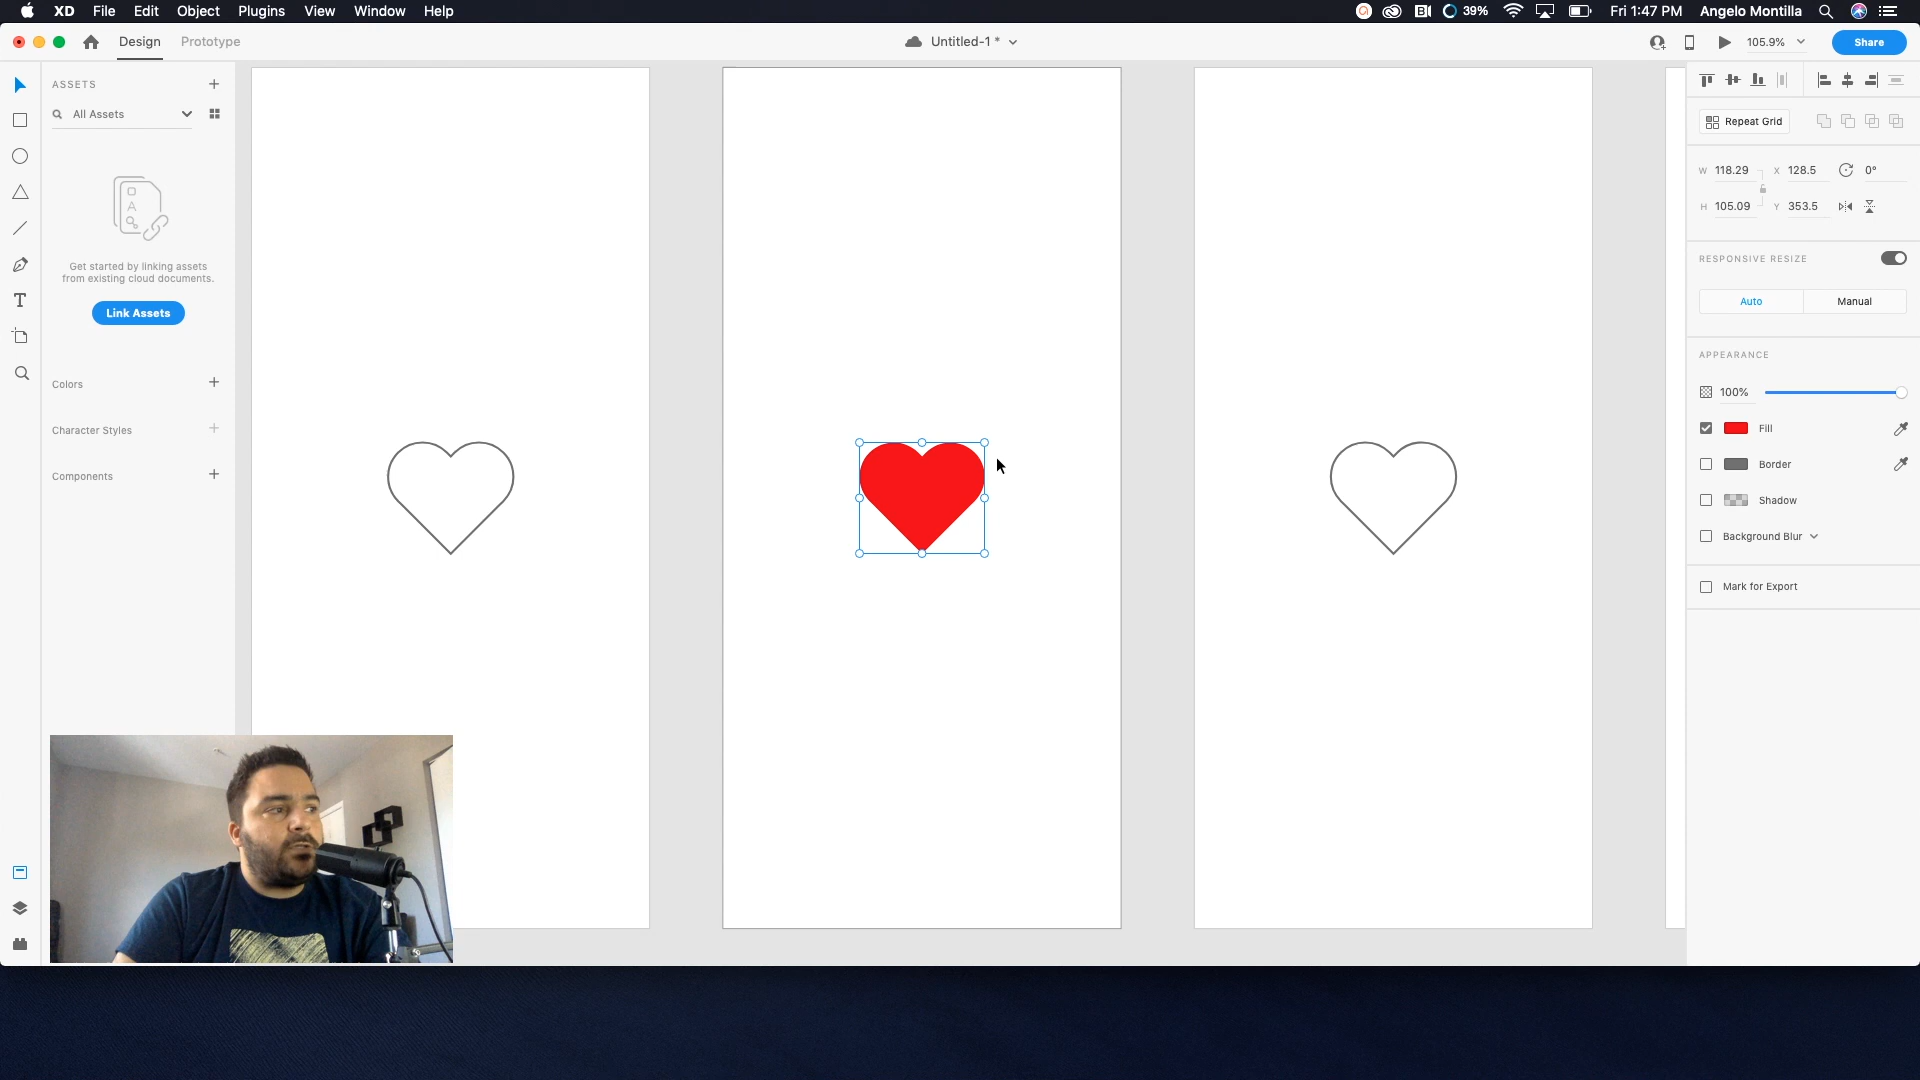 XD File Edit Object Plugins View Window Help
39% Fri 1:47 PM Angelo Montilla
Design Prototype
Untitled-1 *
105.9%
Share
ASSETS
All Assets
A
Get started by linking assets
from existing cloud documents.
Link Assets
Colors
Character Styles
Components
Repeat Grid
W 118.29 X 128.5 0°
H 105.09 Y 353.5
RESPONSIVE RESIZE
Auto Manual
APPEARANCE
100%
Fill
Border
Shadow
Background Blur
Mark for Export